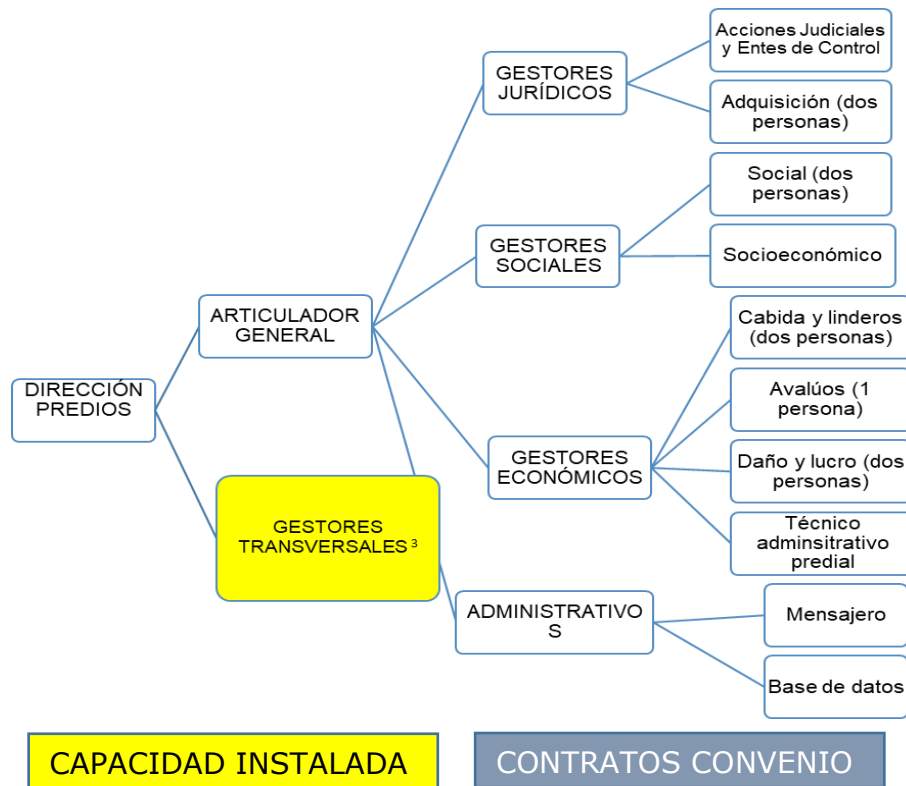 Acciones Judiciales
y Entes de Control
GESTORES
JURÍDICOS
Adquisición (dos
personas)
Social (dos
personas)
GESTORES
SOCIALES
Socioeconómico
ARTICULADOR
GENERAL
Cabida y linderos
(dos personas)
DIRECCIÓN
PREDIOS
Avalúos (1
persona)
GESTORES
ECONÓMICOS
Daño y lucro (dos
personas)
GESTORES
TRANSVERSALES ³
Técnico
adminsitrativo
predial
ADMINISTRATIVO
S
Mensajero
Base de datos
CAPACIDAD INSTALADA
CONTRATOS CONVENIO